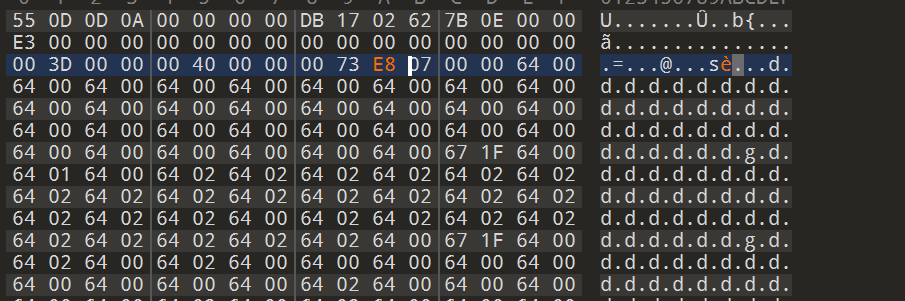 55 0D 0D 0A 00 00 00 00 DB 17 02 62 7B 0E 00 00 U.......Û..b{...
E3 00 00 00 00 00 00 00 00 00 00 00 00 00 00 00 ã...............
00 3D 00 00 00 40 00 00 00 73 E8 07 00 00 64 00 .=...@...sè...d.
64 00 64 00 64 00 64 00 64 00 64 00 64 00 64 00 d.d.d.d.d.d.d.d.
64 00 64 00 64 00 64 00 64 00 64 00 64 00 64 00 d.d.d.d.d.d.d.d.
64 00 64 00 64 00 64 00 64 00 64 00 64 00 64 00 d.d.d.d.d.d.d.d.
64 00 64 00 64 00 64 00 64 00 64 00 67 1F 64 00 d.d.d.d.d.d.g.d.
64 01 64 00 64 02 64 02 64 02 64 02 64 02 64 02 d.d.d.d.d.d.d.d.
64 02 64 02 64 02 64 02 64 02 64 02 64 02 64 02 d.d.d.d.d.d.d.d.
64 02 64 02 64 02 64 02 64 02 64 02 64 02 64 02 d.d.d.d.d.d.d.d.
64 02 64 02 64 02 64 02 64 02 64 00 67 1F 64 00 d.d.d.d.d.d.g.d.
64 02 64 00 64 00 64 02 64 02 64 02 64 02 64 00 d.d.d.d.d.d.d.d.
64 00 64 00 64 00 64 00 64 00 64 02 64 00 64 00 d.d.d.d.d.d.d.d.